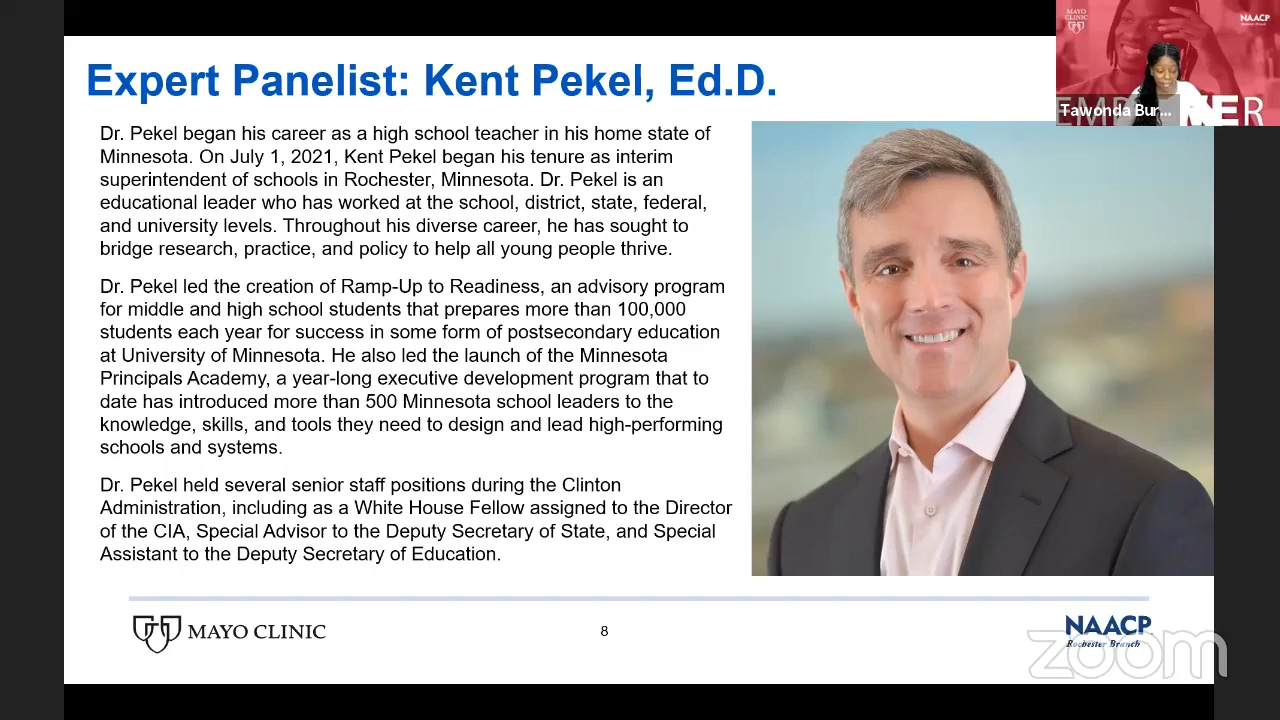 Expert Panelist: Kent Pekel, Ed.D.
Dr. Pekel began his career as a high school teacher in his home state of
Minnesota. On July 1, 2021, Kent Pekel began his tenure as interim
superintendent of schools in Rochester, Minnesota. Dr. Pekel is an
educational leader who has worked at the school, district, state, federal,
and university levels. Throughout his diverse career, he has sought to
bridge research, practice, and policy to help all young people thrive.
Dr. Pekel led the creation of Ramp-Up to Readiness, an advisory program
for middle and high school students that prepares more than 100,000
students each year for success in some form of postsecondary education
at University of Minnesota. He also led the launch of the Minnesota
Principals Academy, a year-long executive development program that to
date has introduced more than 500 Minnesota school leaders to the
knowledge, skills, and tools they need to design and lead high-performing
schools and systems.
Dr. Pekel held several senior staff positions during the Clinton
Administration, including as a White House Fellow assigned to the Director
of the CIA, Special Advisor to the Deputy Secretary of State, and Special
Assistant to the Deputy Secretary of Education.
MAYO CLINIC
8
NAACP
Rochester Branch
zoom
MAYO
CLINIC
NAACP
Rochester Branch
Tawonda Bur...